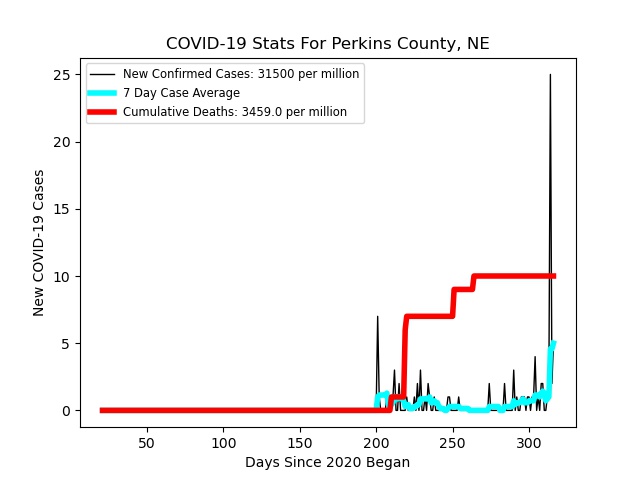 COVID-19 Stats For Perkins County, NE
New Confirmed Cases: 31500 per million
7 Day Case Average
Cumulative Deaths: 3459.0 per million
New COVID-19 Cases
25
20
15
10
5
0
50 100 150 200 250 300
Days Since 2020 Began